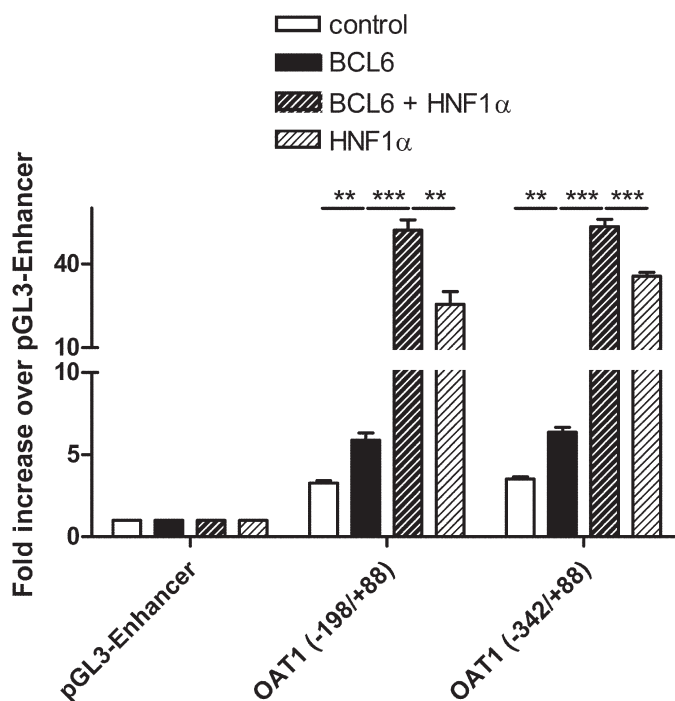 control
BCL6
BCL6 + HNF1α
HNF1α
Fold increase over pGL3-Enhancer
** *** ** ** *** ***
40
10
10
5
0
pGL3-Enhancer
OAT1 (-198/+88)
OAT1 (-342/+88)